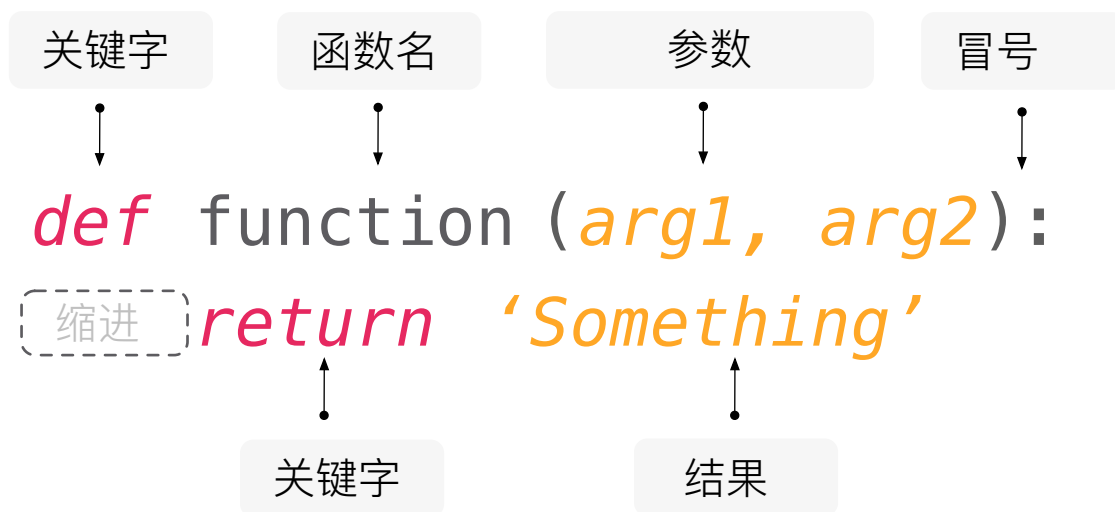 关键字 函数名 参数 冒号
def function (arg1, arg2):
缩进 return ‘Something’
关键字 结果